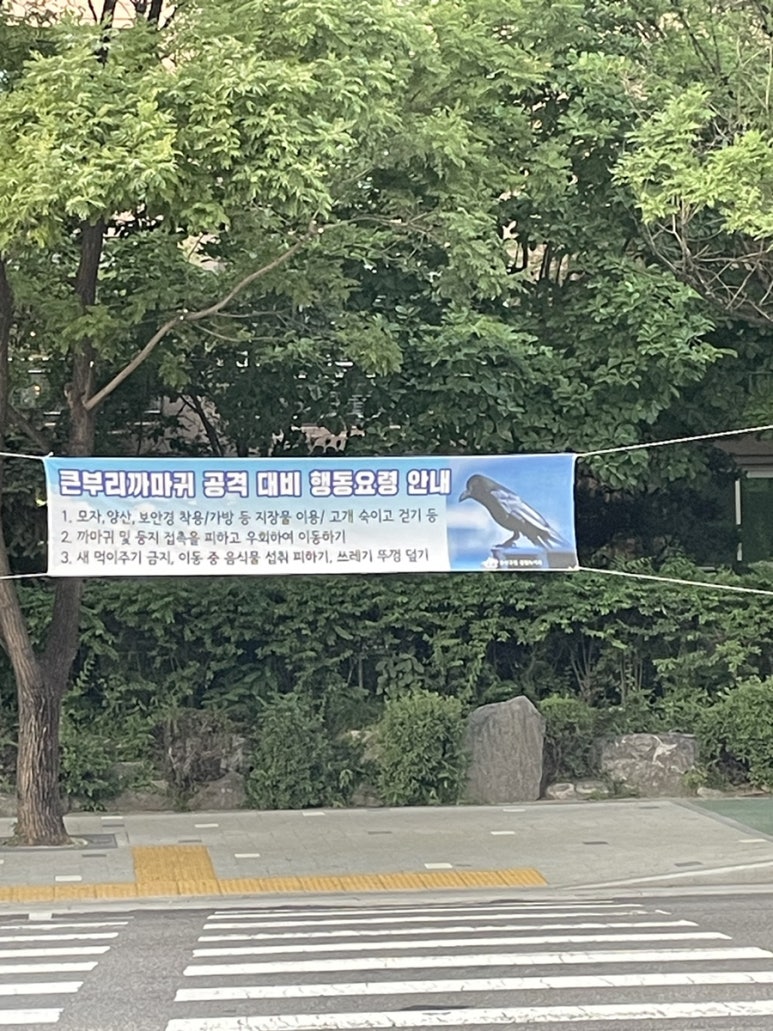 큰부리까마귀 공격 대비 행동요령 안내
1. 모자, 양산, 보안경 착용/가방 등 지장물 이용/ 고개 숙이고 걷기 등
2. 까마귀 및 둥지 접촉을 피하고 우회하여 이동하기
3. 새 먹이주기 금지, 이동 중 음식물 섭취 피하기, 쓰레기 뚜껑 덮기